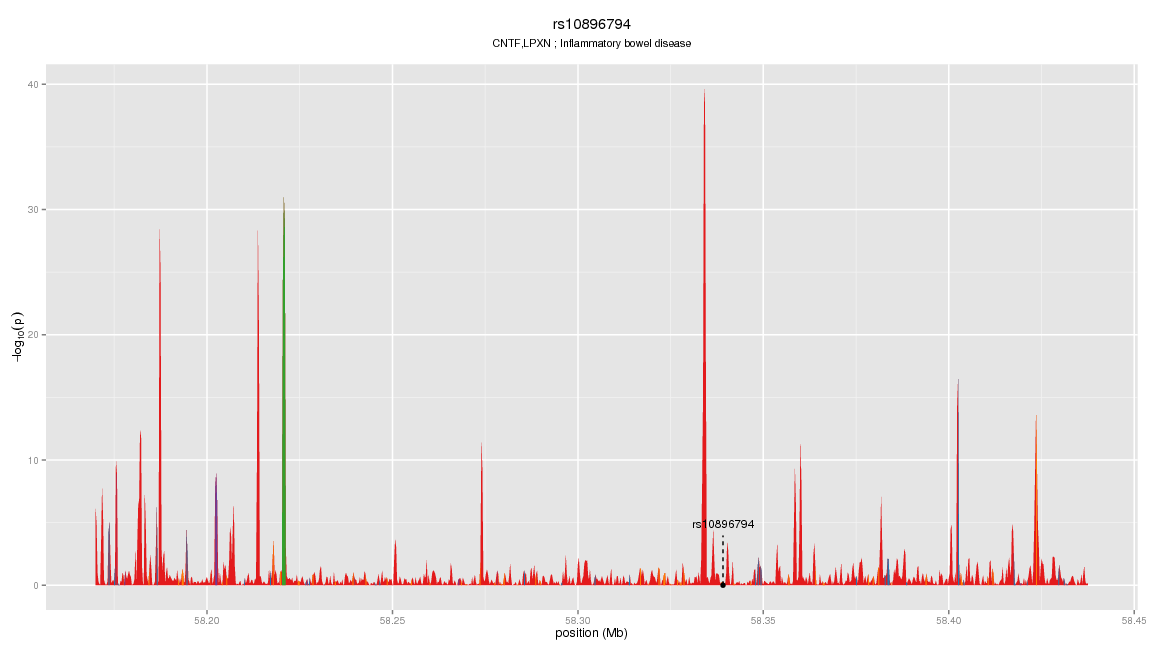 rs10896794
CNTF,LPXN ; Inflammatory bowel disease
40
30
20
10
0
−log10(p)
rs10896794
58.20
58.25
58.30
58.35
58.40
58.45
position (Mb)